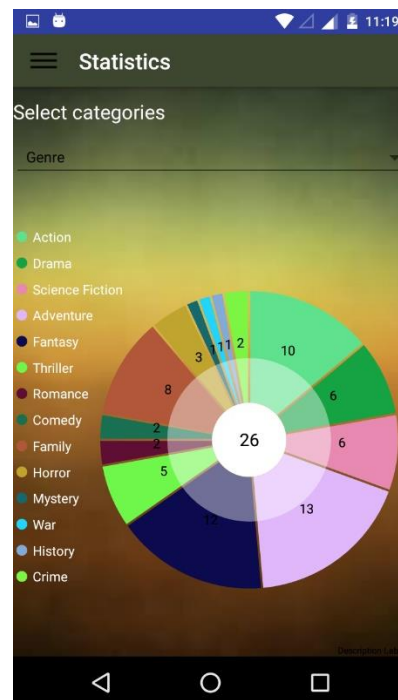 11:19
Statistics
Select categories
Genre
Action
Drama
Science Fiction
Adventure
Fantasy
Thriller
Romance
Comedy
Family
Horror
Mystery
War
History
Crime
10
6
6
13
12
5
2
2
8
3
1
1
1
2
26
Description